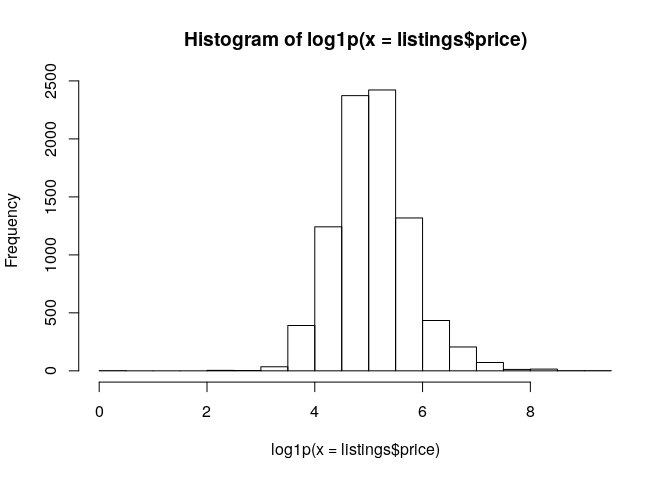 Histogram of log1p(x = listings$price)
2500
2000
1500
1000
500
0
Frequency
0 2 4 6 8
log1p(x = listings$price)